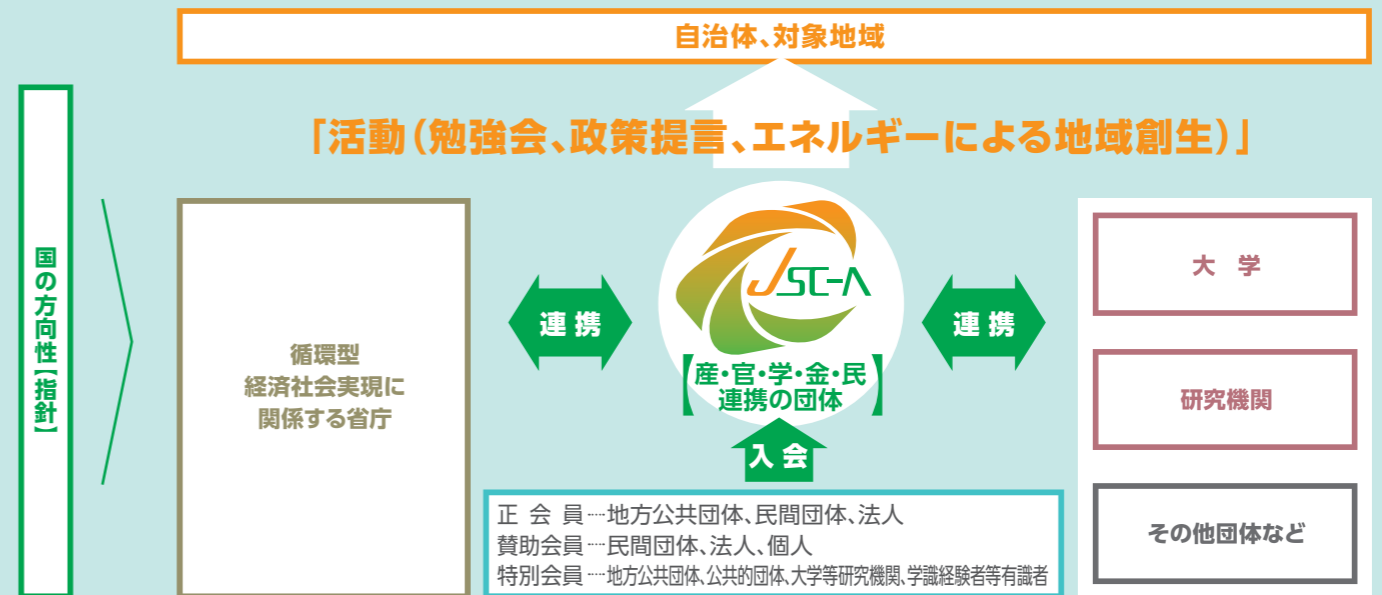 自治体、対象地域
「活動（勉強会、政策提言、エネルギーによる地域創生）」
国の方向性【指針】
循環型
経済社会実現に
関係する省庁
連携
JSC-A
【産・官・学・金・民
連携の団体】
連携
大　学
研究機関
その他団体など
入会
正 会 員…地方公共団体、民間団体、法人
賛助会員…民間団体、法人、個人
特別会員…地方公共団体、公共的団体、大学等研究機関、学識経験者等有識者